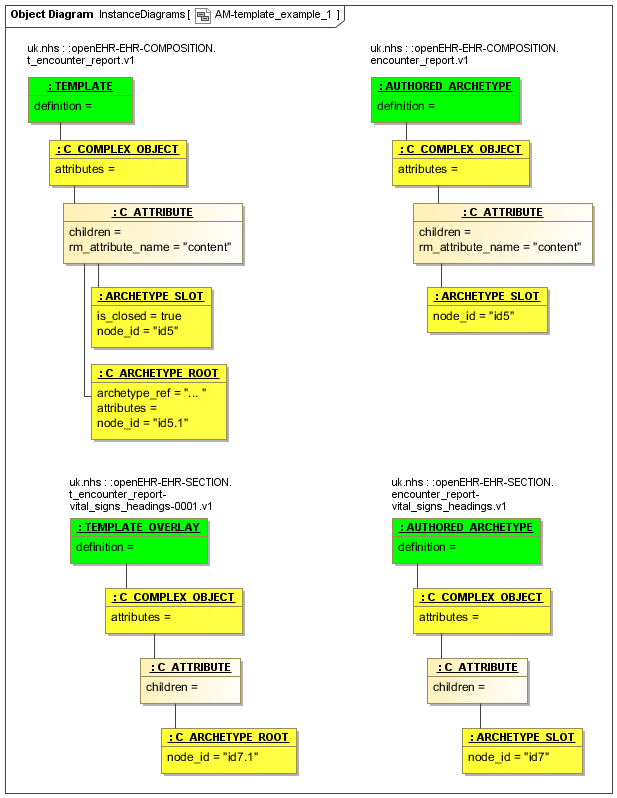 Object Diagram InstanceDiagrams [ AM-template_example_1 ]
uk.nhs : :openEHR-EHR-COMPOSITION.
t_encounter_report.v1
:TEMPLATE
definition =
:C_COMPLEX_OBJECT
attributes =
:C_ATTRIBUTE
children =
rm_attribute_name = "content"
:ARCHETYPE_SLOT
is_closed = true
node_id = "id5"
:C_ARCHETYPE_ROOT
archetype_ref = "... "
attributes =
node_id = "id5.1"
uk.nhs : :openEHR-EHR-COMPOSITION.
encounter_report.v1
:AUTHORED_ARCHETYPE
definition =
:C_COMPLEX_OBJECT
attributes =
:C_ATTRIBUTE
children =
rm_attribute_name = "content"
:ARCHETYPE_SLOT
node_id = "id5"
uk.nhs : :openEHR-EHR-SECTION.
t_encounter_report-
vital_signs_headings-0001.v1
:TEMPLATE_OVERLAY
definition =
:C_COMPLEX_OBJECT
attributes =
:C_ATTRIBUTE
children =
:C_ARCHETYPE_ROOT
node_id = "id7.1"
uk.nhs : :openEHR-EHR-SECTION.
encounter_report-
vital_signs_headings.v1
:AUTHORED_ARCHETYPE
definition =
:C_COMPLEX_OBJECT
attributes =
:C_ATTRIBUTE
children =
:ARCHETYPE_SLOT
node_id = "id7"